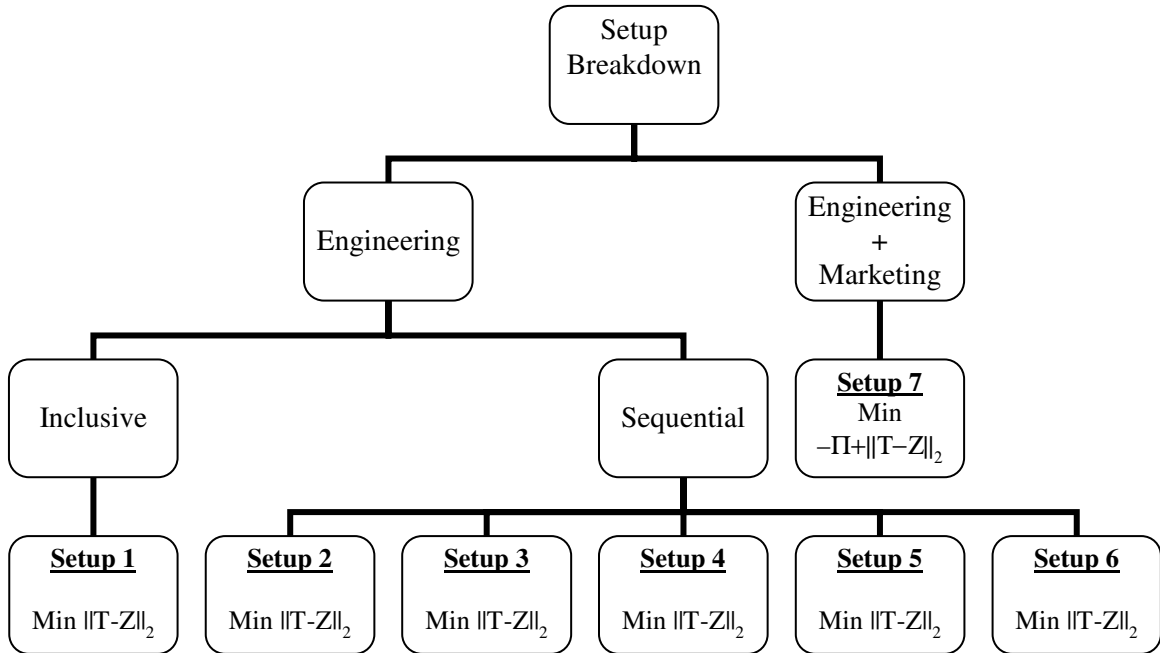 Setup
Breakdown
Engineering
Engineering
+
Marketing
Inclusive
Sequential
Setup 7
Min
–Π+||T–Z||₂
Setup 1
Min ||T-Z||₂
Setup 2
Min ||T-Z||₂
Setup 3
Min ||T-Z||₂
Setup 4
Min ||T-Z||₂
Setup 5
Min ||T-Z||₂
Setup 6
Min ||T-Z||₂